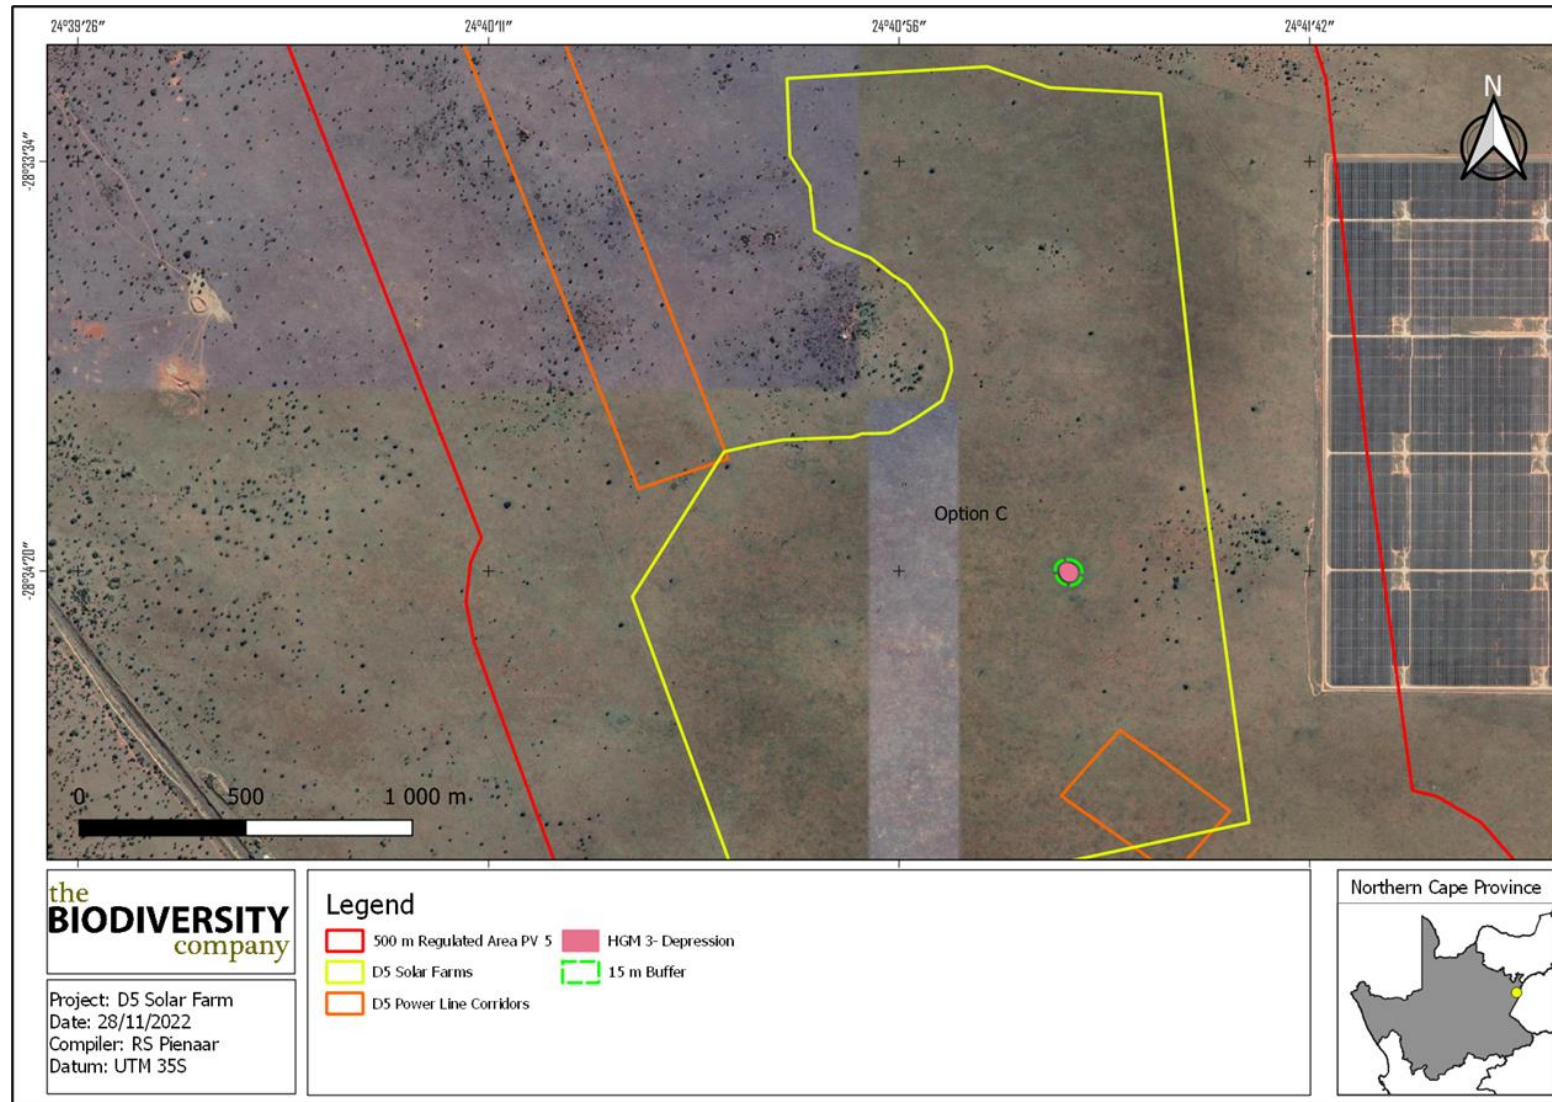 24°39'26"
24°40'11"
24°40'56"
24°41'42"
N
-28°33'34"
Option C
-28°34'20"
0 500 1 000 m
the
BIODIVERSITY
company
Project: D5 Solar Farm
Date: 28/11/2022
Compiler: RS Pienaar
Datum: UTM 35S
Legend
500 m Regulated Area PV 5
D5 Solar Farms
D5 Power Line Corridors
HGM 3- Depression
15 m Buffer
Northern Cape Province